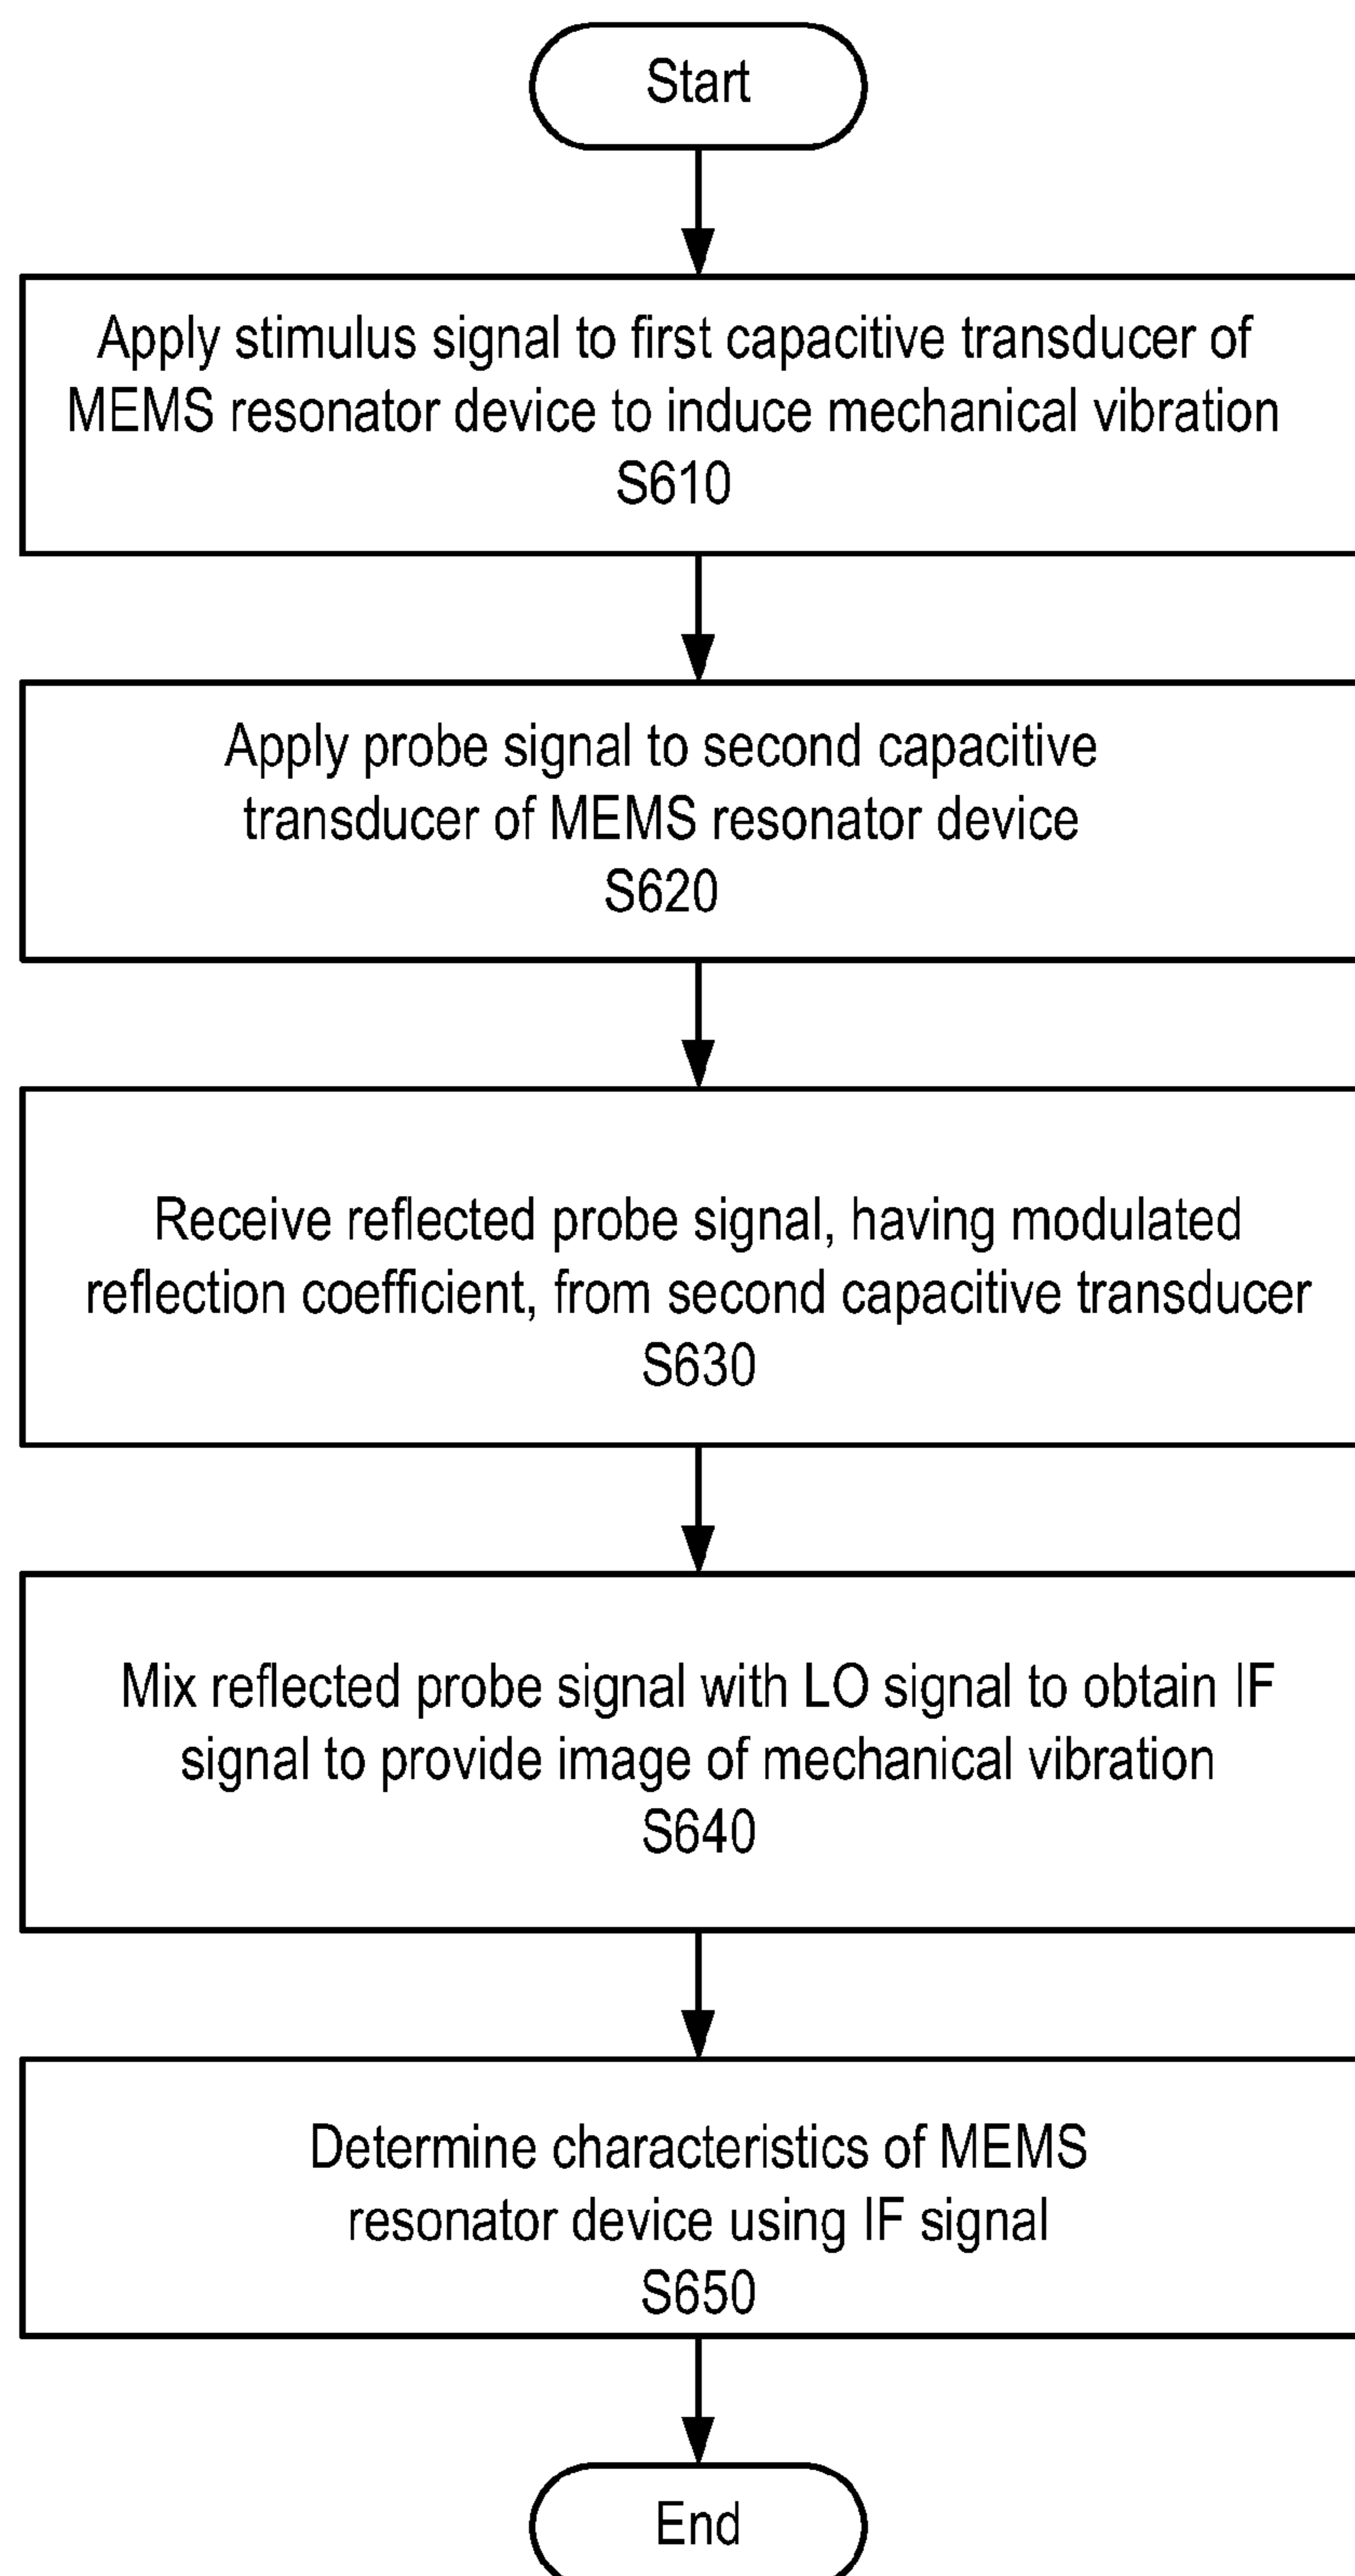 Start
Apply stimulus signal to first capacitive transducer of
MEMS resonator device to induce mechanical vibration
S610
Apply probe signal to second capacitive
transducer of MEMS resonator device
S620
Receive reflected probe signal, having modulated
reflection coefficient, from second capacitive transducer
S630
Mix reflected probe signal with LO signal to obtain IF
signal to provide image of mechanical vibration
S640
Determine characteristics of MEMS
resonator device using IF signal
S650
End